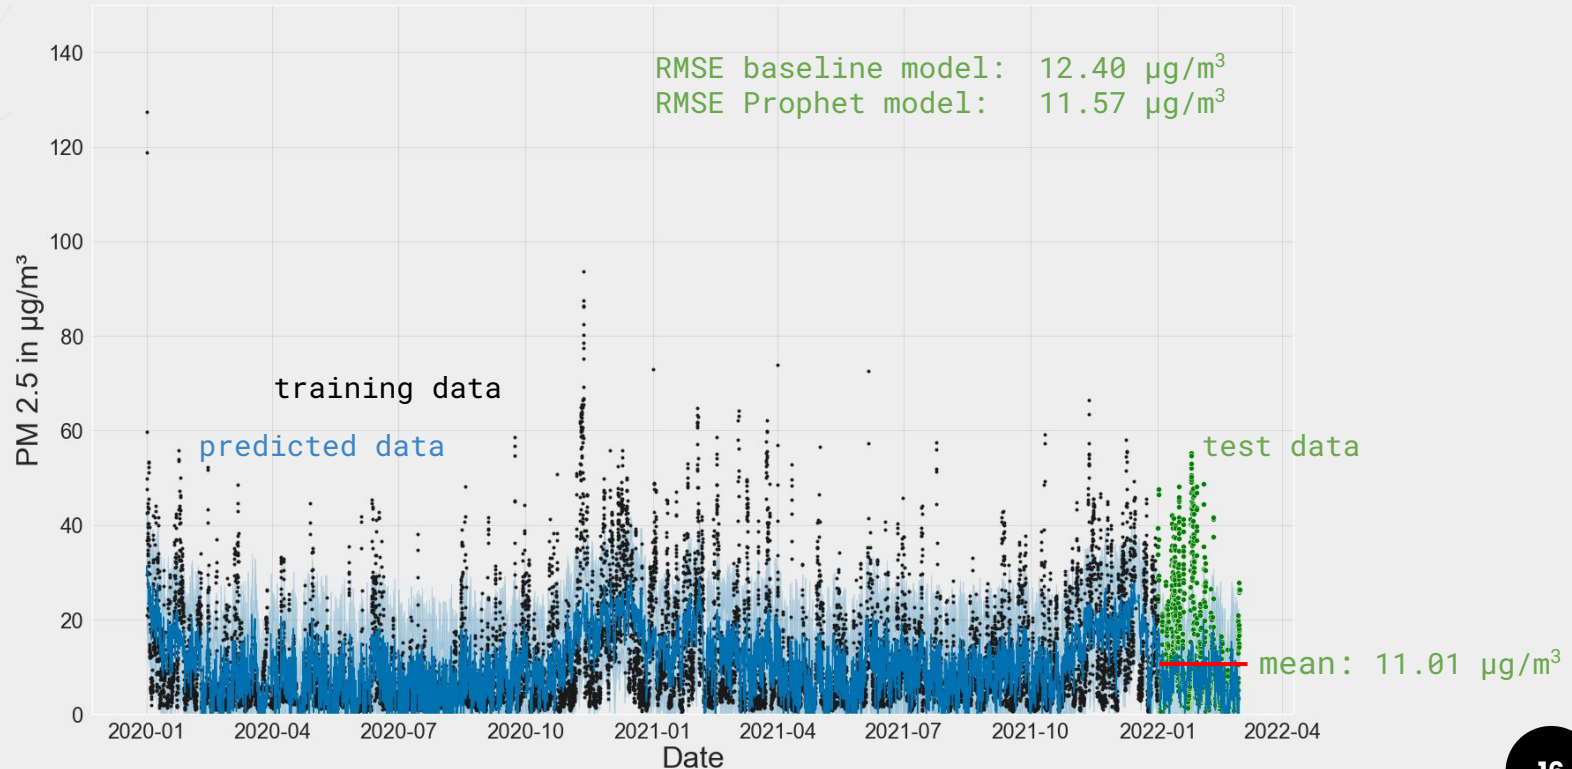 RMSE baseline model: 12.40 µg/m³
RMSE Prophet model: 11.57 µg/m³
140
120
100
80
60
40
20
0
PM 2.5 in µg/m³
training data
predicted data
test data
mean: 11.01 µg/m³
2020-01 2020-04 2020-07 2020-10 2021-01 2021-04 2021-07 2021-10 2022-01 2022-04
Date